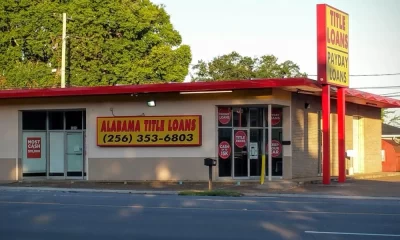 TITLE
LOANS
PAYDAY
LOANS
ALABAMA TITLE LOANS
(256) 353-6803
MOST
CASH